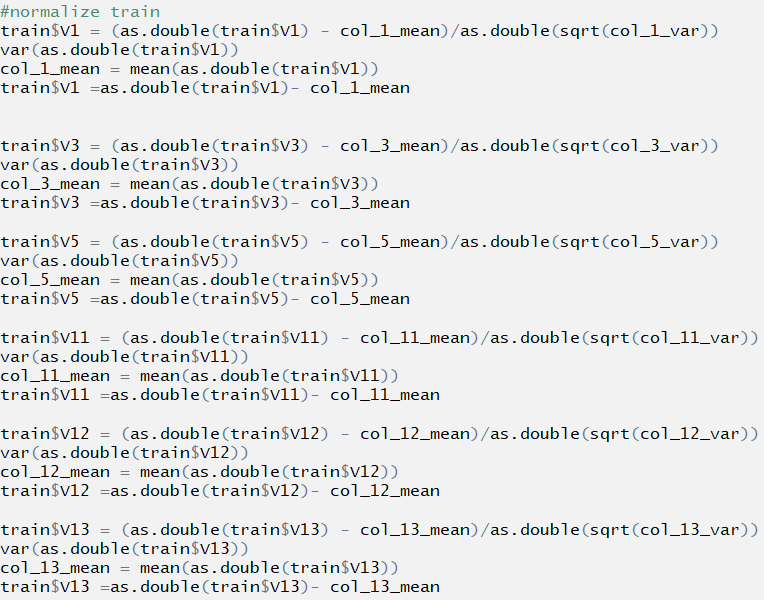 #normalize train
train$V1 = (as.double(train$V1) - col_1_mean)/as.double(sqrt(col_1_var))
var(as.double(train$V1))
col_1_mean = mean(as.double(train$V1))
train$V1 =as.double(train$V1)- col_1_mean
train$V3 = (as.double(train$V3) - col_3_mean)/as.double(sqrt(col_3_var))
var(as.double(train$V3))
col_3_mean = mean(as.double(train$V3))
train$V3 =as.double(train$V3)- col_3_mean
train$V5 = (as.double(train$V5) - col_5_mean)/as.double(sqrt(col_5_var))
var(as.double(train$V5))
col_5_mean = mean(as.double(train$V5))
train$V5 =as.double(train$V5)- col_5_mean
train$V11 = (as.double(train$V11) - col_11_mean)/as.double(sqrt(col_11_var))
var(as.double(train$V11))
col_11_mean = mean(as.double(train$V11))
train$V11 =as.double(train$V11)- col_11_mean
train$V12 = (as.double(train$V12) - col_12_mean)/as.double(sqrt(col_12_var))
var(as.double(train$V12))
col_12_mean = mean(as.double(train$V12))
train$V12 =as.double(train$V12)- col_12_mean
train$V13 = (as.double(train$V13) - col_13_mean)/as.double(sqrt(col_13_var))
var(as.double(train$V13))
col_13_mean = mean(as.double(train$V13))
train$V13 =as.double(train$V13)- col_13_mean